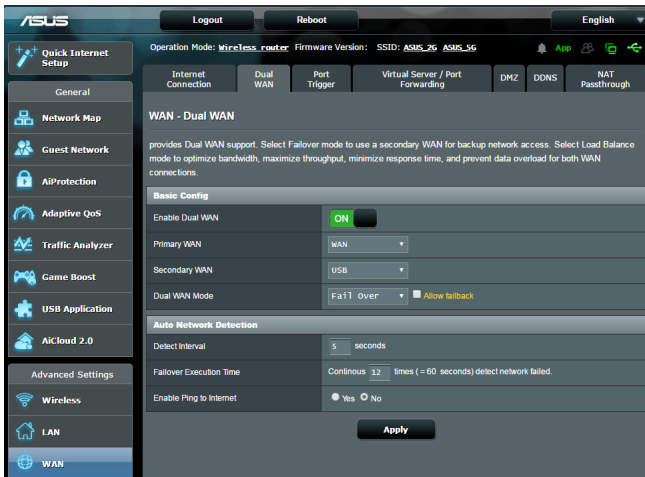 ASUS
Logout
Reboot
English
Quick Internet
Setup
Operation Mode: Wireless router Firmware Version: SSID: ASUS_2G ASUS_5G
App
Internet
Connection
Dual
WAN
Port
Trigger
Virtual Server / Port
Forwarding
DMZ
DDNS
NAT
Passthrough
General
Network Map
Guest Network
AiProtection
Adaptive QoS
Traffic Analyzer
Game Boost
USB Application
AiCloud 2.0
Advanced Settings
Wireless
LAN
WAN
WAN - Dual WAN
provides Dual WAN support. Select Failover mode to use a secondary WAN for backup network access. Select Load Balance
mode to optimize bandwidth, maximize throughput, minimize response time, and prevent data overload for both WAN
connections.
Basic Config
Enable Dual WAN
ON
Primary WAN
WAN
Secondary WAN
USB
Dual WAN Mode
Fail Over
Allow failback
Auto Network Detection
Detect Interval
5 seconds
Failover Execution Time
Continous 12 times ( = 60 seconds) detect network failed.
Enable Ping to Internet
Yes No
Apply